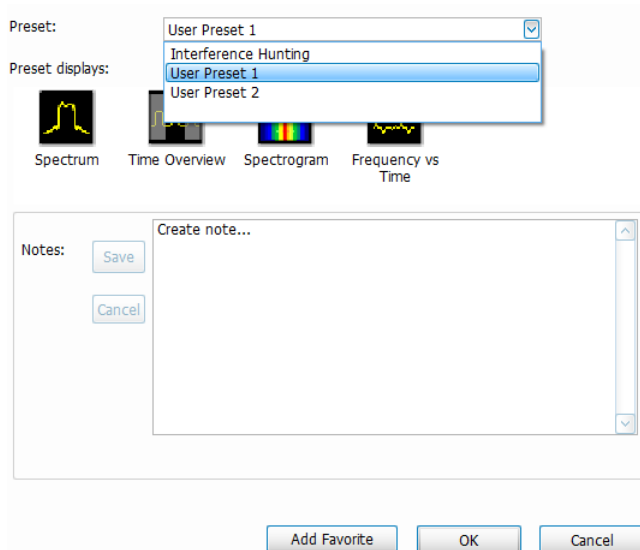 Preset:
User Preset 1
Interference Hunting
User Preset 1
User Preset 2
Preset displays:
Spectrum
Time Overview
Spectrogram
Frequency vs
Time
Notes:
Save
Cancel
Create note...
Add Favorite
OK
Cancel